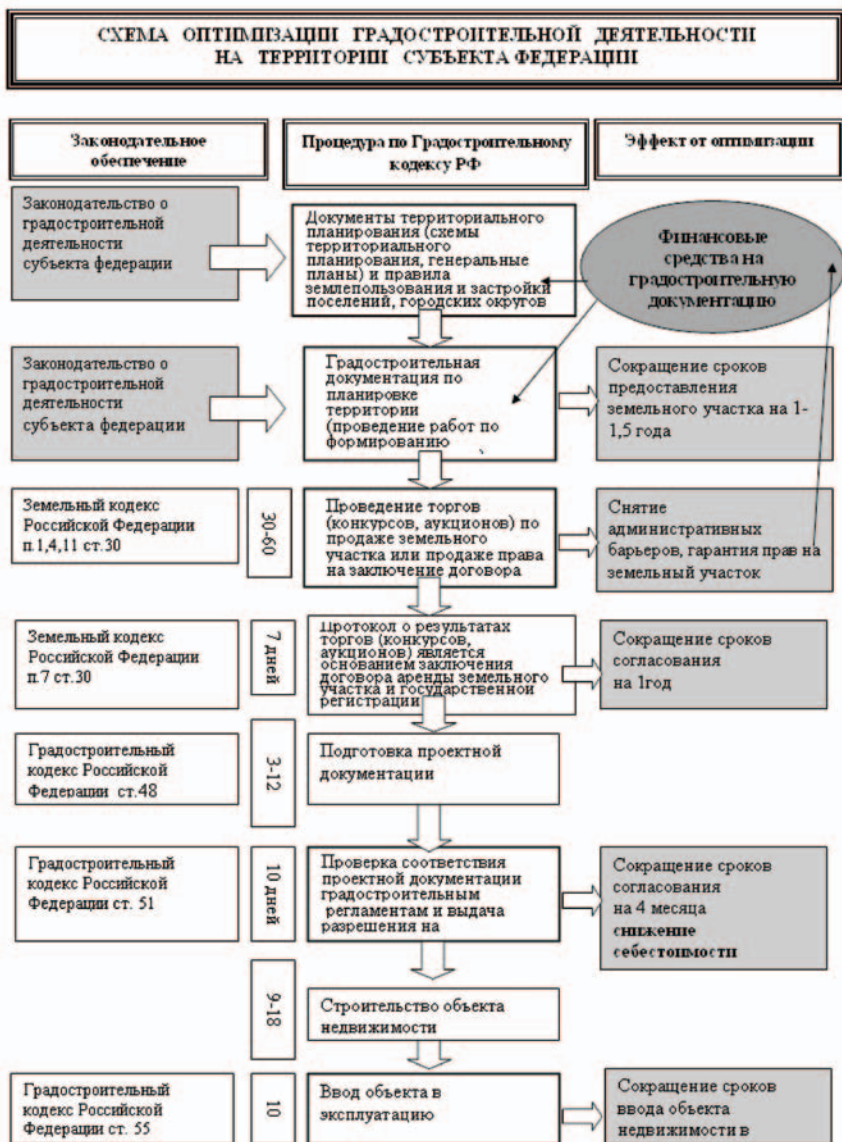 СХЕМА ОПТИМИЗАЦИИ ГРАДОСТРОИТЕЛЬНОЙ ДЕЯТЕЛЬНОСТИ
НА ТЕРРИТОРИИ СУБЪЕКТА ФЕДЕРАЦИИ
Законодательное
обеспечение
Процедура по Градостроительному
кодексу РФ
Эффект от оптимизации
Законодательство о
градостроительной
деятельности
субъекта федерации
Документы территориального
планирования (схемы
территориального
планирования, генеральные
планы) и правила
землепользования и застройки
поселений, городских округов
Финансовые
средства на
градостроительную
документацию
Законодательство о
градостроительной
деятельности
субъекта федерации
Градостроительная
документация по
планировке
территории
(проведение работ по
формированию
Сокращение сроков
предоставления
земельного участка на 1-
1,5 года
Земельный кодекс
Российской Федерации
п.1,4,11 ст.30
30-60
Проведение торгов
(конкурсов, аукционов) по
продаже земельного
участка или продаже права
на заключение договора
Снятие
административных
барьеров, гарантия прав на
земельный участок
Земельный кодекс
Российской Федерации
п.7 ст.30
7 дней
Протокол о результатах
торгов (конкурсов,
аукционов) является
основанием заключения
договора аренды земельного
участка и государственной
регистрации
Сокращение сроков
согласования
на 1год
Градостроительный
кодекс Российской
Федерации ст.48
3-12
Подготовка проектной
документации
Градостроительный
кодекс Российской
Федерации ст. 51
10 дней
Проверка соответствия
проектной документации
градостроительным
регламентам и выдача
разрешения на
Сокращение сроков
согласования
на 4 месяца
снижение
себестоимости
9-18
Строительство объекта
недвижимости
Градостроительный
кодекс Российской
Федерации ст. 55
10
Ввод объекта в
эксплуатацию
Сокращение сроков
ввода объекта
недвижимости в